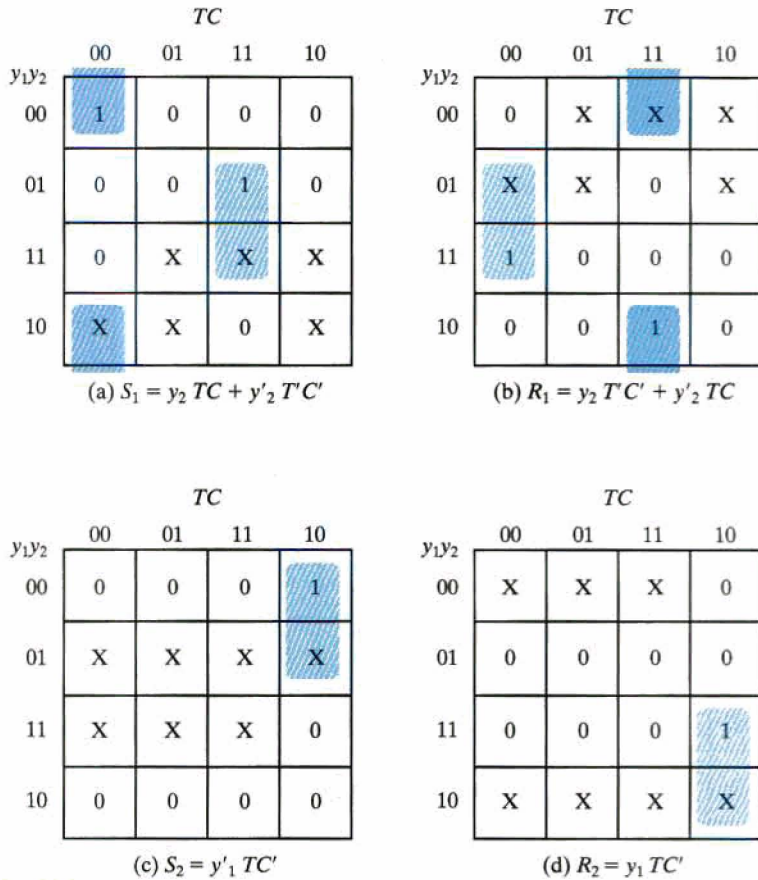 TC
00 01 11 10
y₁y₂
00 1 0 0 0
01 0 0 1 0
11 0 X X X
10 X X 0 X
(a) S₁ = y₂ TC + y'₂ T'C'
TC
00 01 11 10
y₁y₂
00 0 X X X
01 X X 0 X
11 1 0 0 0
10 0 0 1 0
(b) R₁ = y₂ T'C' + y'₂ TC
TC
00 01 11 10
y₁y₂
00 0 0 0 1
01 X X X X
11 X X X 0
10 0 0 0 0
(c) S₂ = y'₁ TC'
TC
00 01 11 10
y₁y₂
00 X X X 0
01 0 0 0 0
11 0 0 0 1
10 X X X X
(d) R₂ = y₁ TC'